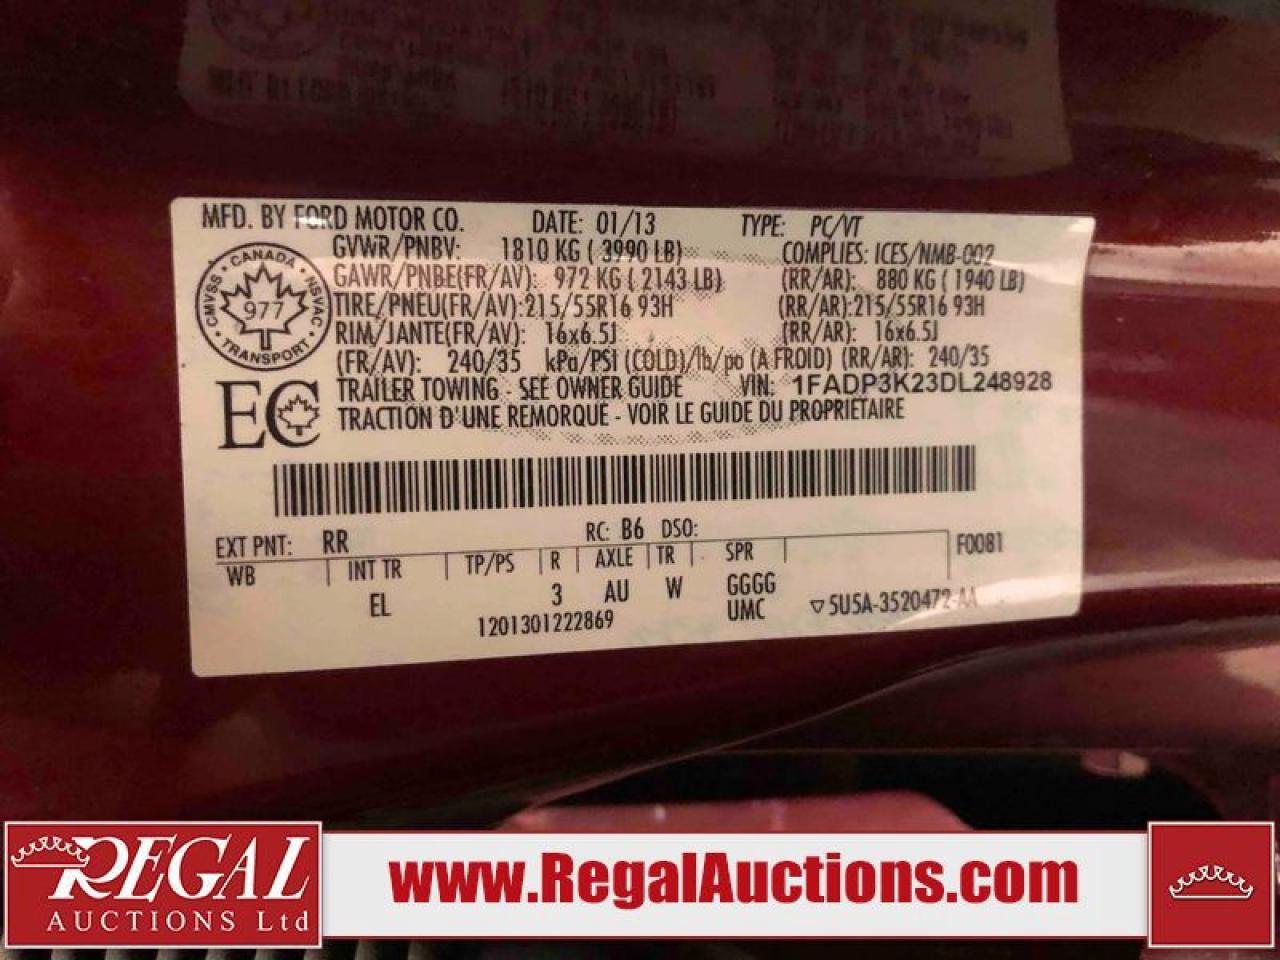 MFD. BY FORD MOTOR CO. DATE: 01/13 TYPE: PC/VT
GVWR/PNBV: 1810 KG ( 3990 LB) COMPLIES: ICES/NMB-002
GAWR/PNBE(FR/AV): 972 KG ( 2143 LB) (RR/AR): 880 KG ( 1940 LB)
TIRE/PNEU(FR/AV):215/55R16 93H (RR/AR):215/55R16 93H
RIM/JANTE(FR/AV): 16x6.5J (RR/AR): 16x6.5J
(FR/AV): 240/35 kPa/PSI (COLD)/lb/po (A FROID) (RR/AR): 240/35
TRAILER TOWING - SEE OWNER GUIDE VIN: 1FADP3K23DL248928
TRACTION D'UNE REMORQUE - VOIR LE GUIDE DU PROPRIETAIRE
CANADA
CMVSS • NSVAC
977
TRANSPORT
EC
EXT PNT: RR RC: B6 DSO:
WB INT TR TP/PS R AXLE TR SPR F0081
EL 3 AU W GGGG
1201301222869 UMC ▽5U5A-3520472-AA
REGAL
AUCTIONS Ltd
www.RegalAuctions.com